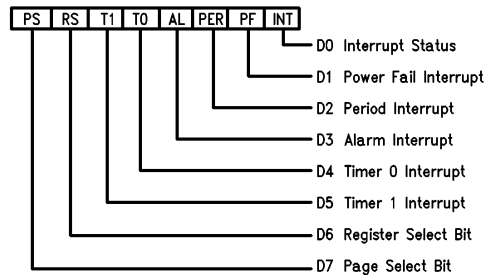 PS RS T1 T0 AL PER PF INT
D0 Interrupt Status
D1 Power Fail Interrupt
D2 Period Interrupt
D3 Alarm Interrupt
D4 Timer 0 Interrupt
D5 Timer 1 Interrupt
D6 Register Select Bit
D7 Page Select Bit